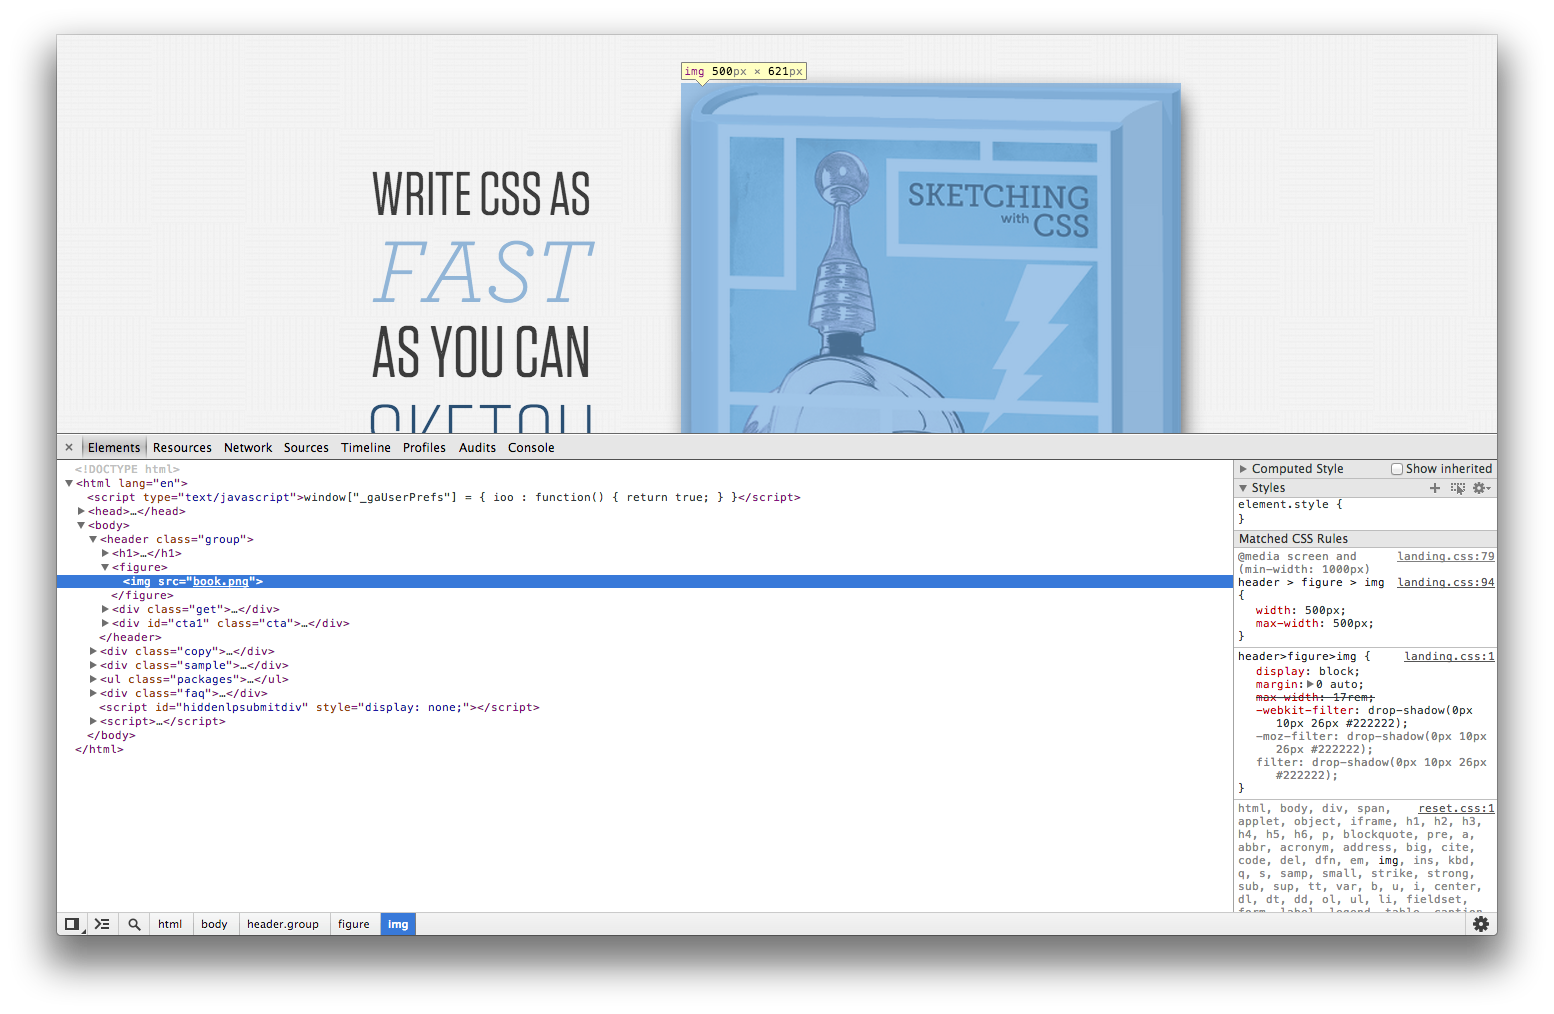 img 500px × 621px
SKETCHING
with CSS
WRITE CSS AS
FAST
AS YOU CAN
SKETCH
× Elements Resources Network Sources Timeline Profiles Audits Console
<!DOCTYPE html>
▼<html lang="en">
<script type="text/javascript">window["_gaUserPrefs"] = { ioo : function() { return true; } }</script>
▶<head>…</head>
▼<body>
▼<header class="group">
▶<h1>…</h1>
▼<figure>
<img src="book.png">
</figure>
▶<div class="get">…</div>
▶<div id="cta1" class="cta">…</div>
</header>
▶<div class="copy">…</div>
▶<div class="sample">…</div>
▶<ul class="packages">…</ul>
▶<div class="faq">…</div>
<script id="hiddenlpsubmitdiv" style="display: none;"></script>
▶<script>…</script>
</body>
</html>
▶ Computed Style Show inherited
▼ Styles
element.style {
}
Matched CSS Rules
@media screen and landing.css:79
(min-width: 1000px)
header > figure > img landing.css:94
{
width: 500px;
max-width: 500px;
}
header>figure>img { landing.css:1
display: block;
margin:▶0 auto;
max-width: 17rem;
-webkit-filter: drop-shadow(0px
10px 26px #222222);
-moz-filter: drop-shadow(0px 10px
26px #222222);
filter: drop-shadow(0px 10px 26px
#222222);
}
html, body, div, span, reset.css:1
applet, object, iframe, h1, h2, h3,
h4, h5, h6, p, blockquote, pre, a,
abbr, acronym, address, big, cite,
code, del, dfn, em, img, ins, kbd,
q, s, samp, small, strike, strong,
sub, sup, tt, var, b, u, i, center,
dl, dt, dd, ol, ul, li, fieldset,
form, label, legend, table, caption,
html body header.group figure img